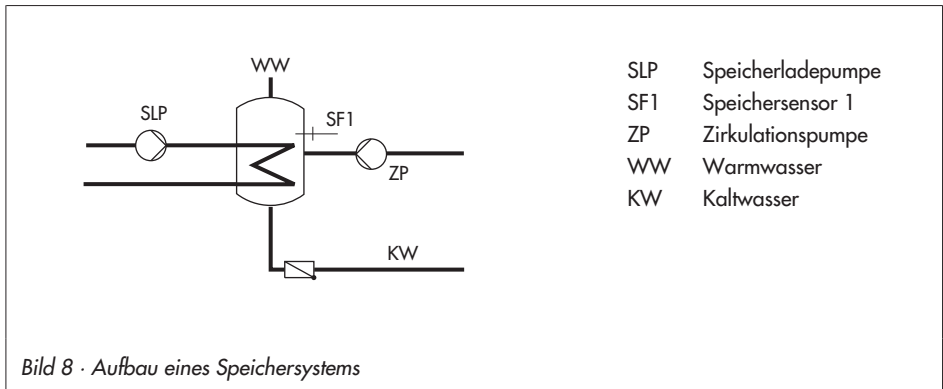 WW
SLP
SF1
ZP
KW
SLP Speicherladepumpe
SF1 Speichersensor 1
ZP Zirkulationspumpe
WW Warmwasser
KW Kaltwasser
Bild 8 · Aufbau eines Speichersystems